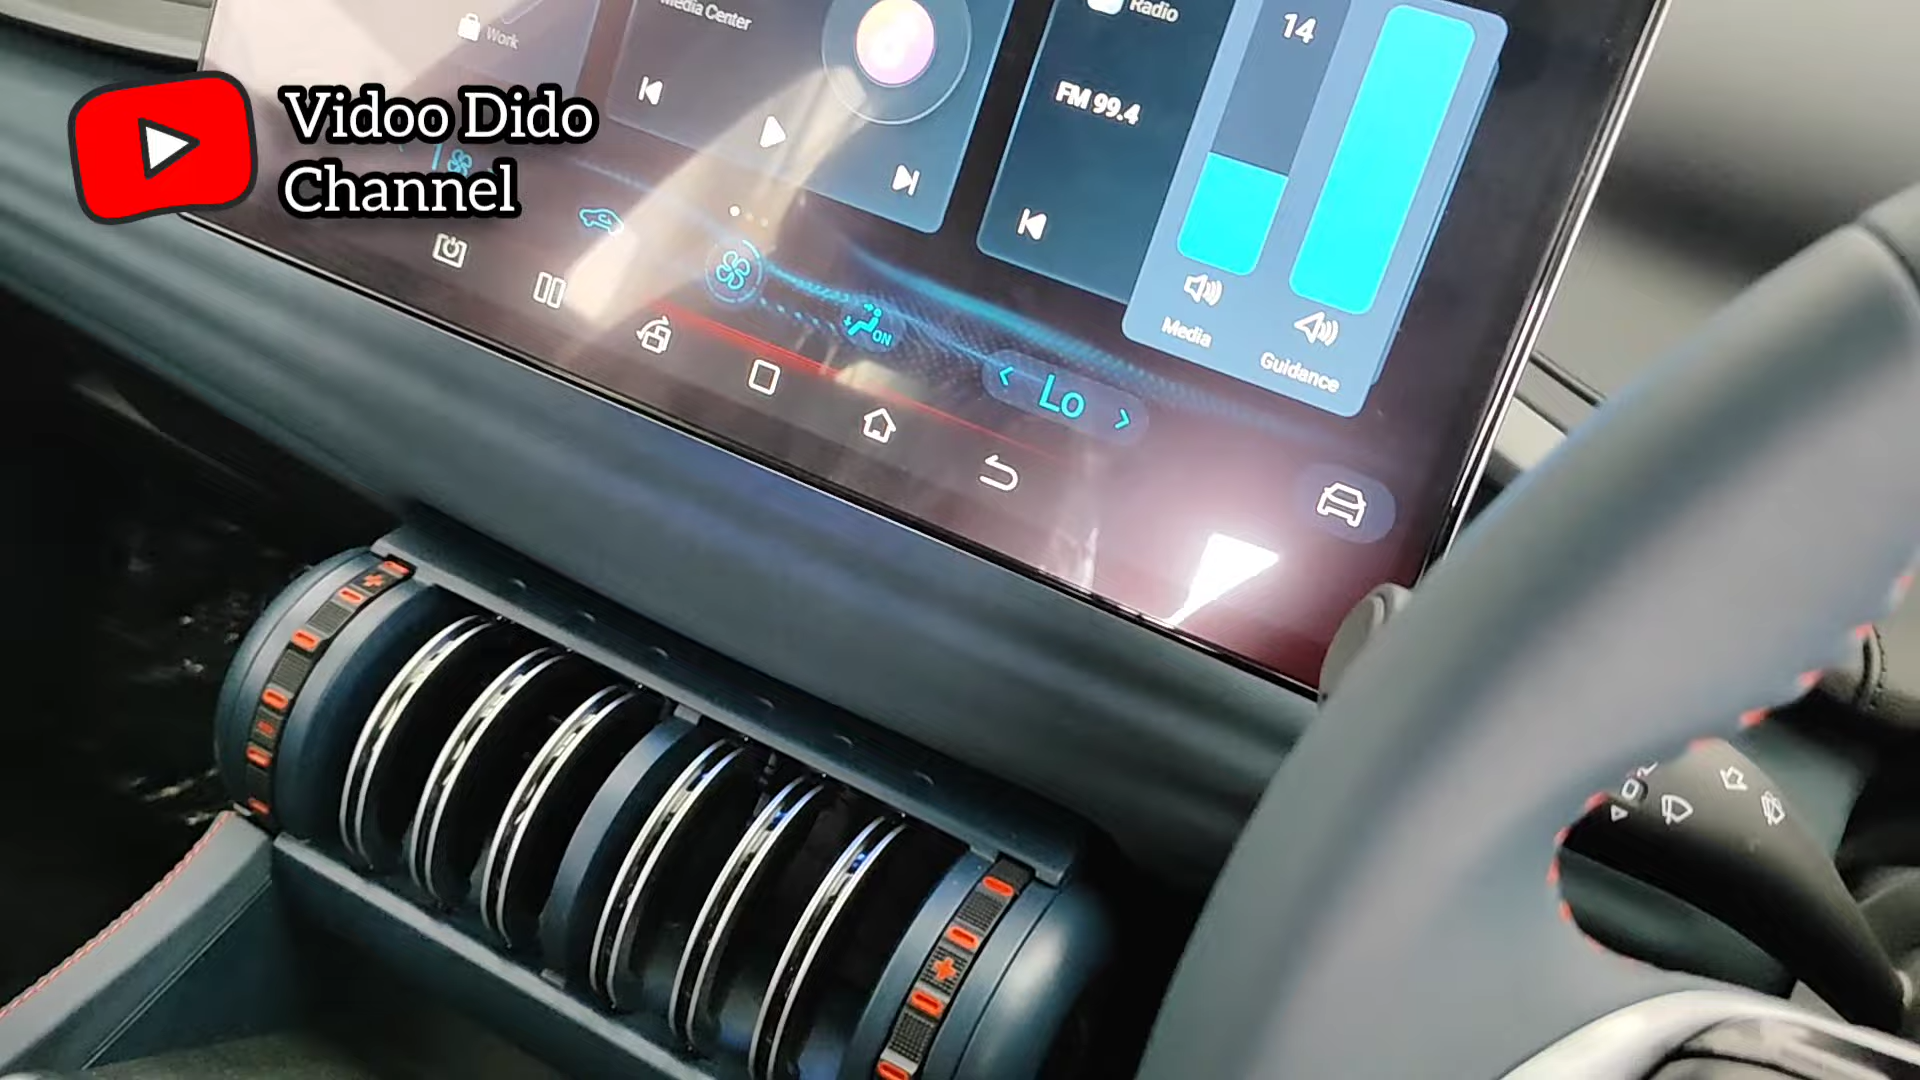 Vidoo Dido
Channel
Work
Media Center
Radio
FM 99.4
14
Media
Guidance
ON
Lo